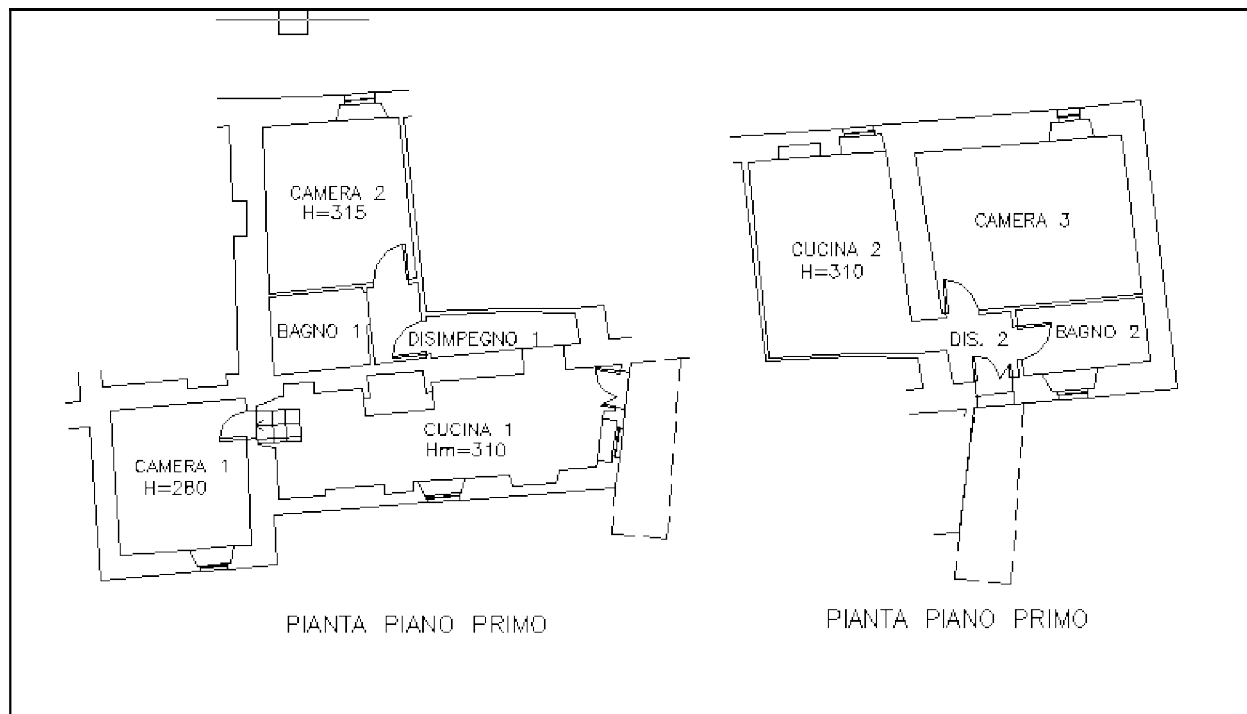 CAMERA 2
H=315
BAGNO 1
DISIMPEGNO 1
CUCINA 1
Hm=310
CAMERA 1
H=280
PIANTA PIANO PRIMO
CAMERA 3
CUCINA 2
H=310
DIS. 2
BAGNO 2
PIANTA PIANO PRIMO